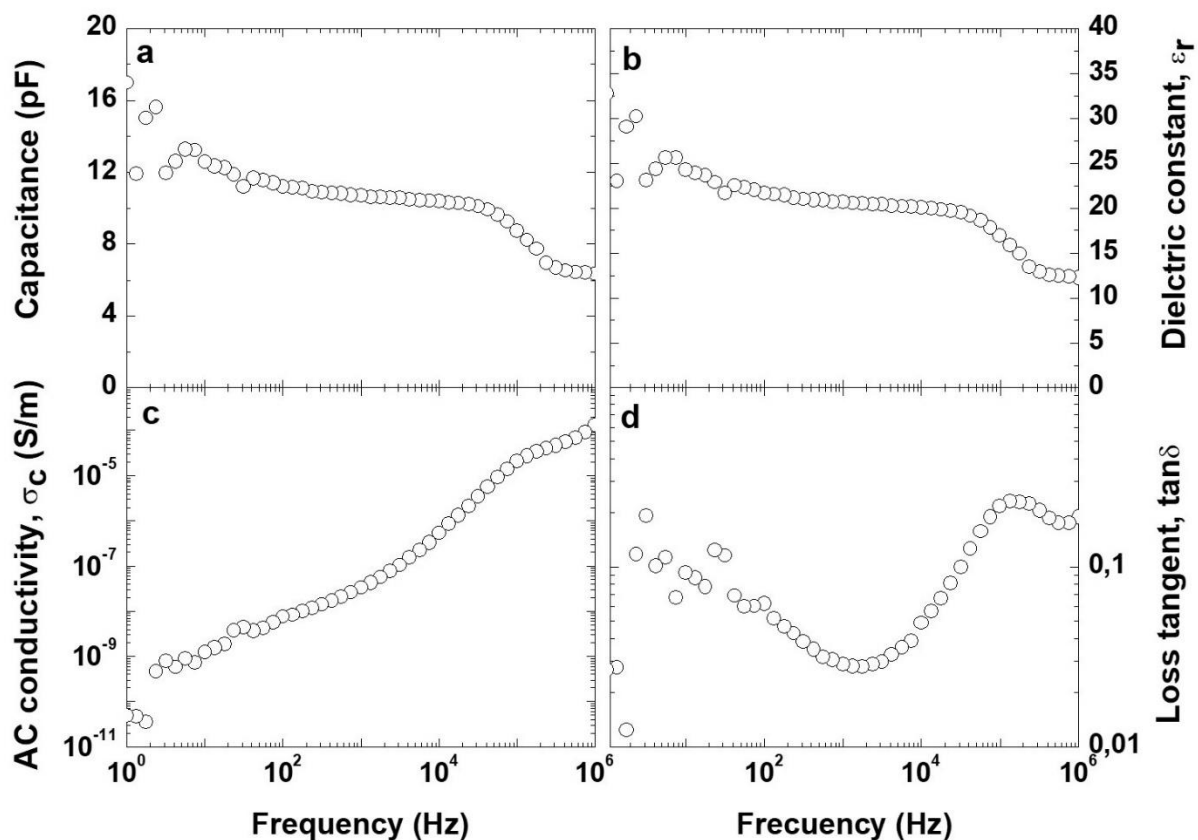 a
20
16
12
8
4
0
Capacitance (pF)
b
40
35
30
25
20
15
10
5
0
Dielctric constant, εr
c
10-5
10-7
10-9
10-11
AC conductivity, σc (S/m)
100 102 104 106
Frequency (Hz)
d
0,1
0,01
Loss tangent, tanδ
102 104 106
Frecuency (Hz)